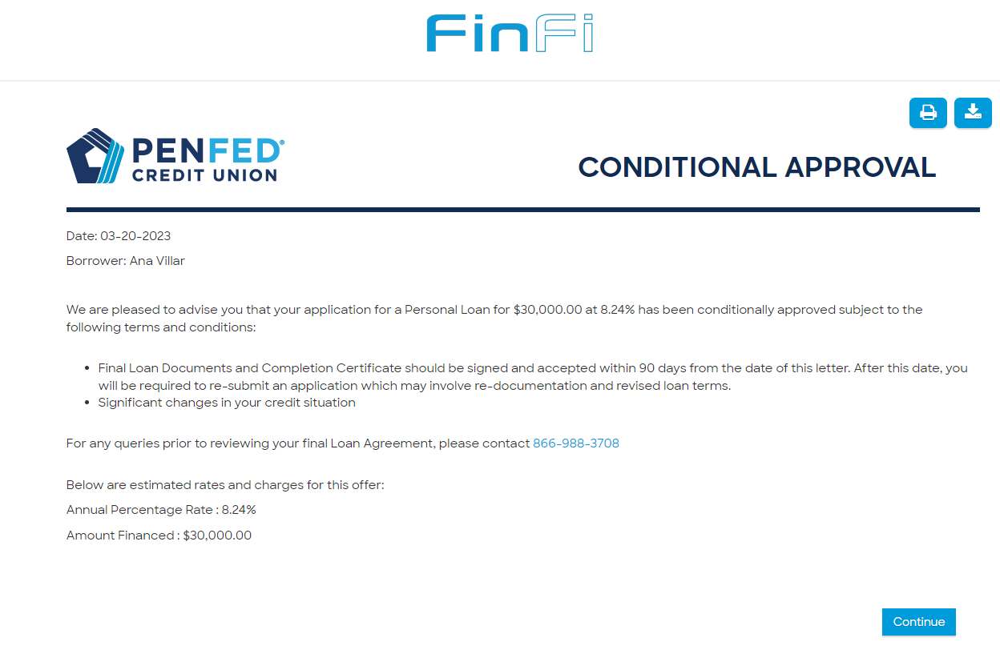 FinFi
PENFED®
CREDIT UNION
CONDITIONAL APPROVAL
Date: 03-20-2023
Borrower: Ana Villar
We are pleased to advise you that your application for a Personal Loan for $30,000.00 at 8.24% has been conditionally approved subject to the
following terms and conditions:
• Final Loan Documents and Completion Certificate should be signed and accepted within 90 days from the date of this letter. After this date, you
will be required to re-submit an application which may involve re-documentation and revised loan terms.
• Significant changes in your credit situation
For any queries prior to reviewing your final Loan Agreement, please contact 866-988-3708
Below are estimated rates and charges for this offer:
Annual Percentage Rate : 8.24%
Amount Financed : $30,000.00
Continue